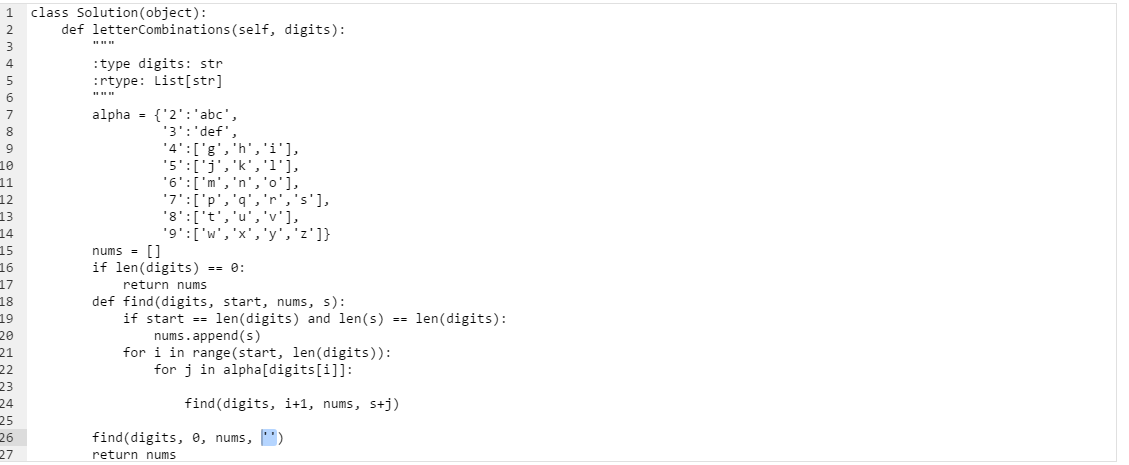 1 class Solution(object):
2     def letterCombinations(self, digits):
3         """
4         :type digits: str
5         :rtype: List[str]
6         """
7         alpha = {'2':'abc',
8                  '3':'def',
9                  '4':['g','h','i'],
10                  '5':['j','k','l'],
11                  '6':['m','n','o'],
12                  '7':['p','q','r','s'],
13                  '8':['t','u','v'],
14                  '9':['w','x','y','z']}
15         nums = []
16         if len(digits) == 0:
17             return nums
18         def find(digits, start, nums, s):
19             if start == len(digits) and len(s) == len(digits):
20                 nums.append(s)
21             for i in range(start, len(digits)):
22                 for j in alpha[digits[i]]:
23
24                     find(digits, i+1, nums, s+j)
25
26         find(digits, 0, nums, '')
27         return nums